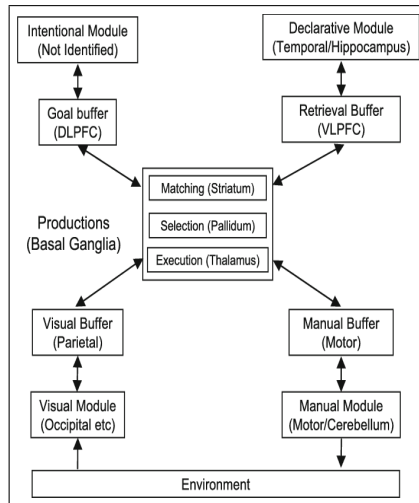 Intentional Module
(Not Identified)
Declarative Module
(Temporal/Hippocampus)
Goal buffer
(DLPFC)
Retrieval Buffer
(VLPFC)
Matching (Striatum)
Productions
(Basal Ganglia)
Selection (Pallidum)
Execution (Thalamus)
Visual Buffer
(Parietal)
Manual Buffer
(Motor)
Visual Module
(Occipital etc)
Manual Module
(Motor/Cerebellum)
Environment